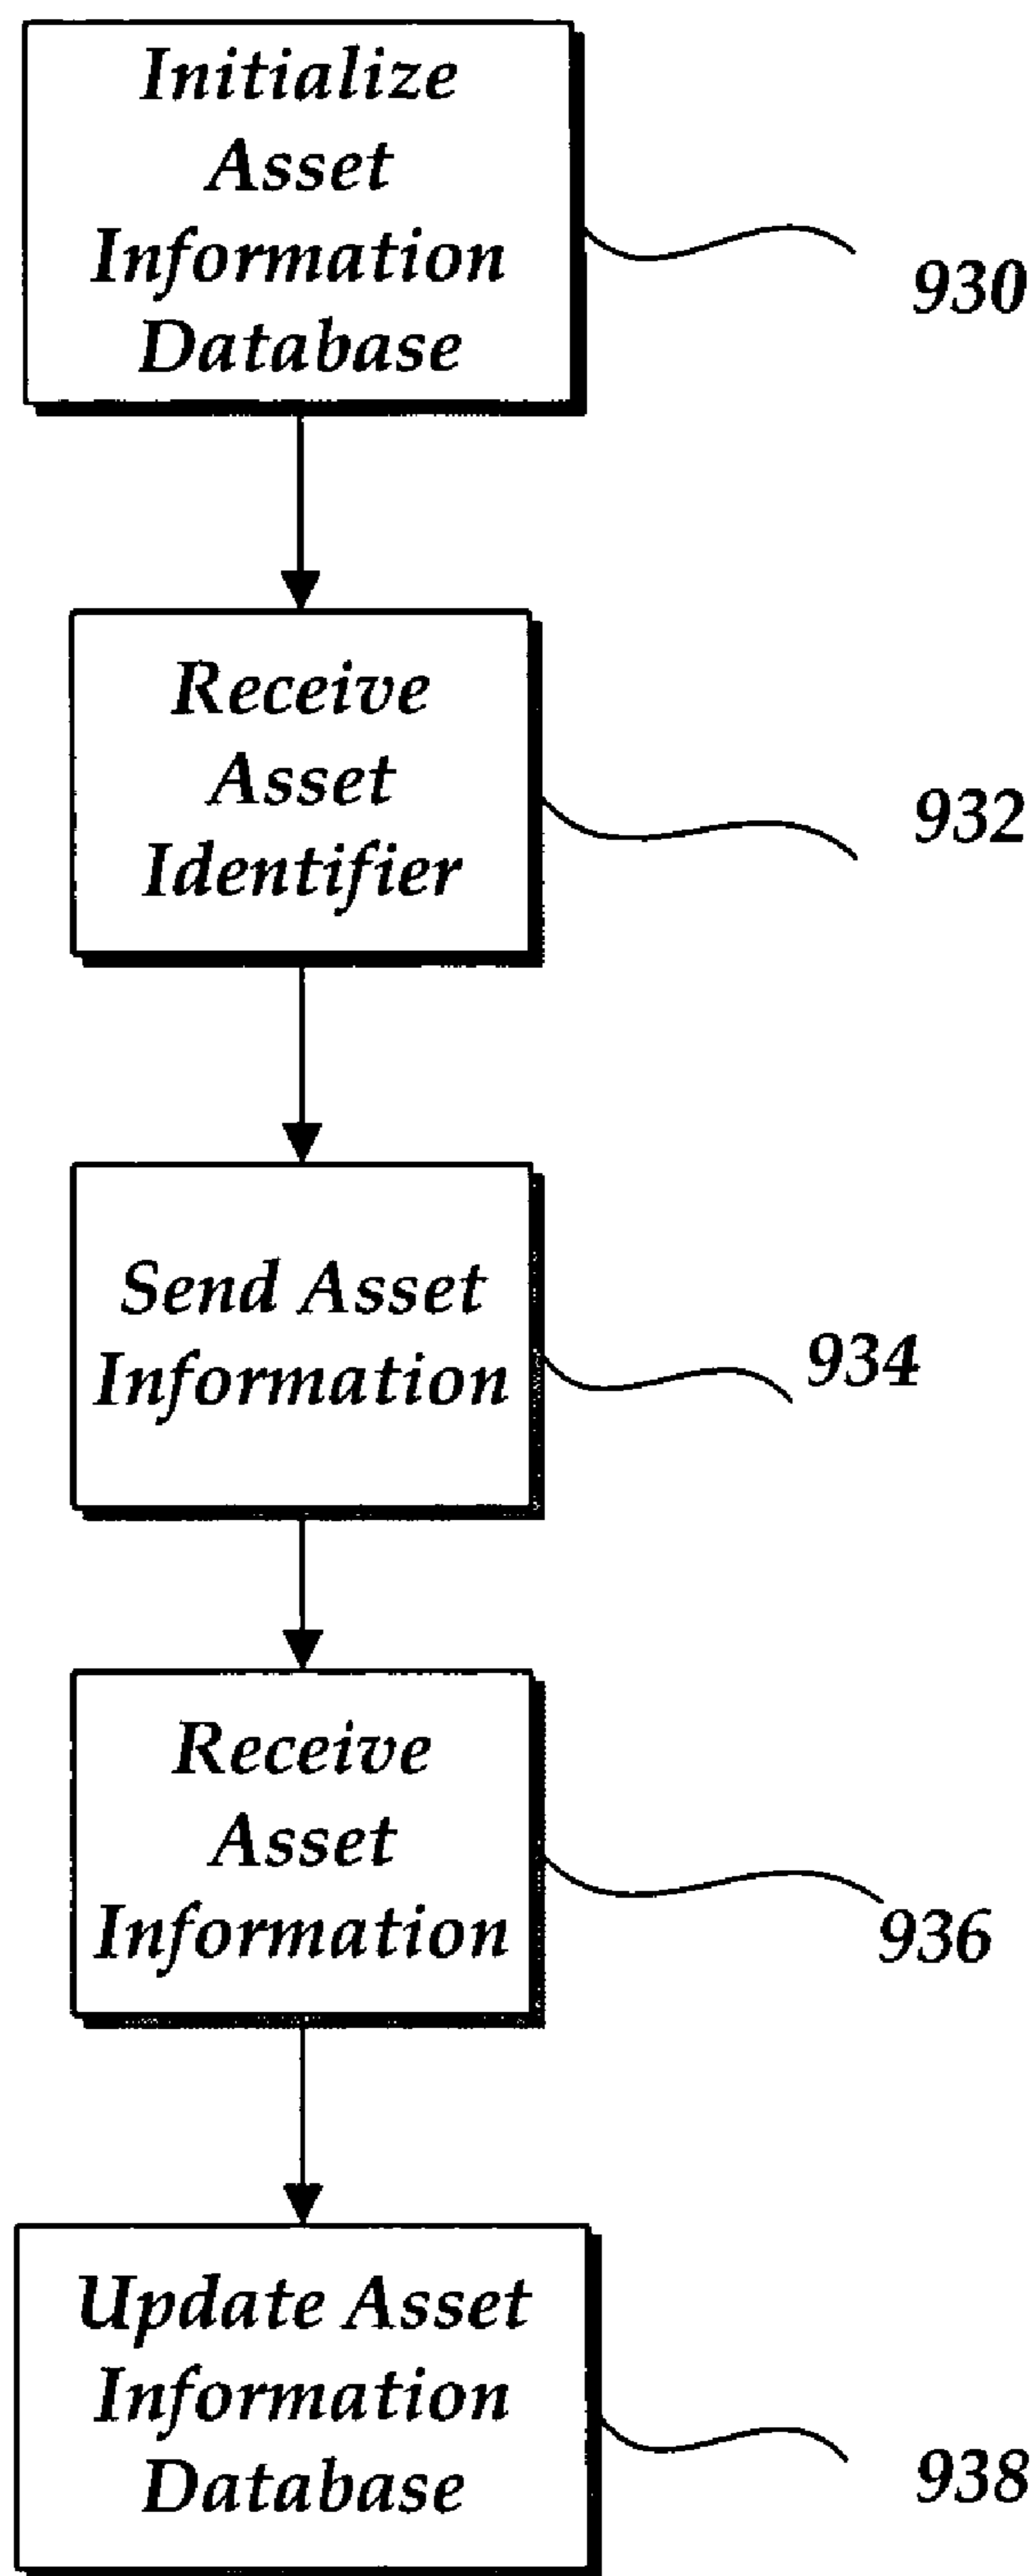 Initialize
Asset
Information
Database
930
Receive
Asset
Identifier
932
Send Asset
Information
934
Receive
Asset
Information
936
Update Asset
Information
Database
938